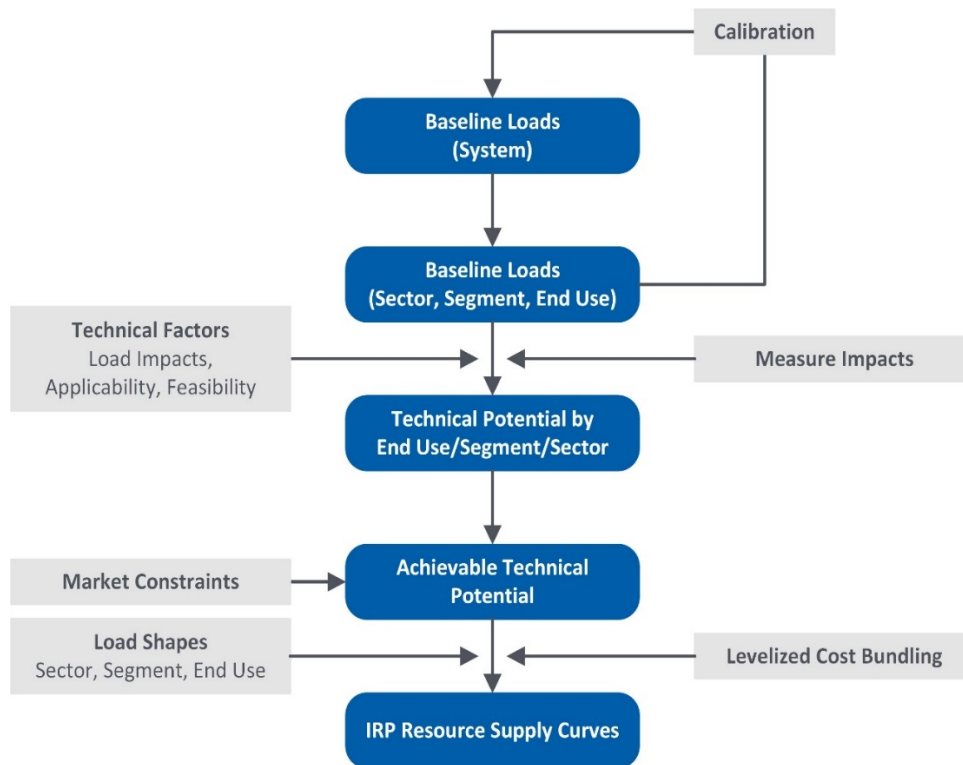 Calibration
Baseline Loads
(System)
Baseline Loads
(Sector, Segment, End Use)
Technical Factors
Load Impacts,
Applicability, Feasibility
Measure Impacts
Technical Potential by
End Use/Segment/Sector
Market Constraints
Achievable Technical
Potential
Load Shapes
Sector, Segment, End Use
Levelized Cost Bundling
IRP Resource Supply Curves